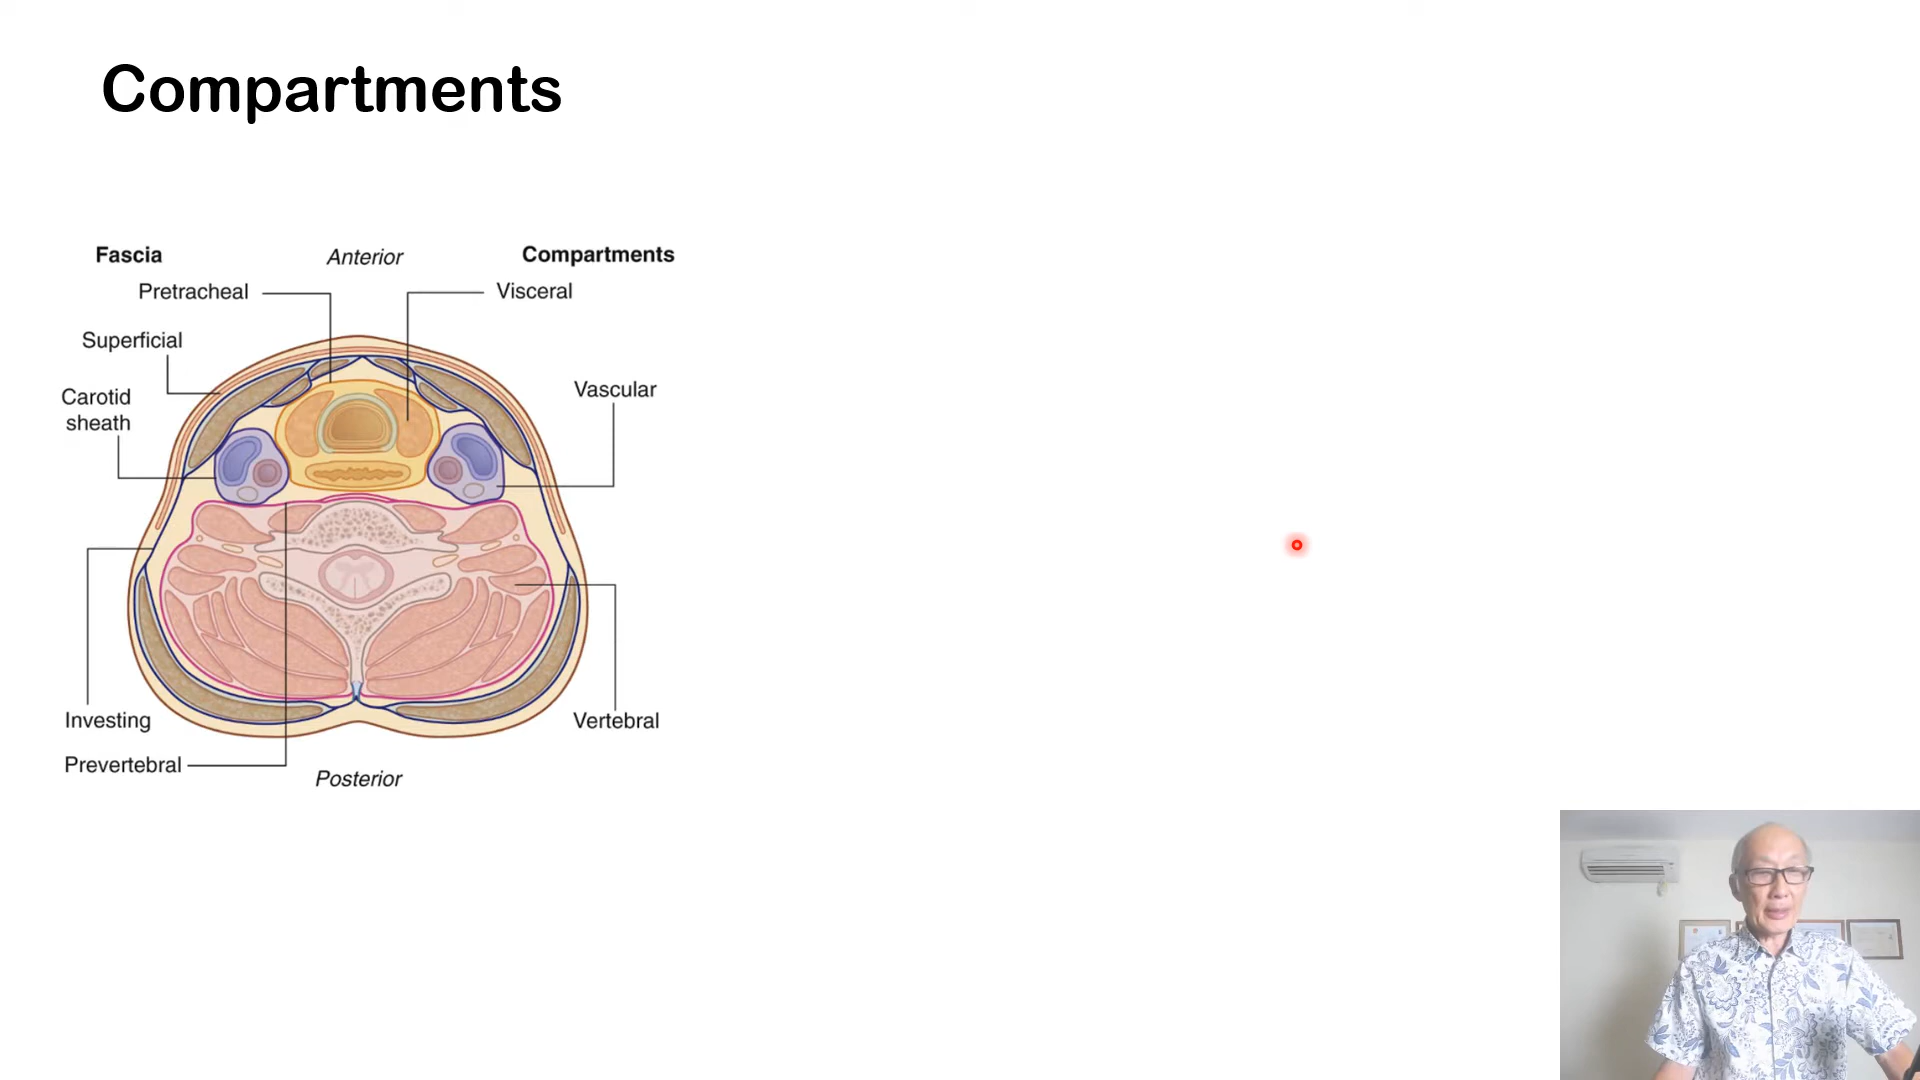 Compartments
Fascia
Anterior
Compartments
Pretracheal
Visceral
Superficial
Vascular
Carotid
sheath
Investing
Vertebral
Prevertebral
Posterior